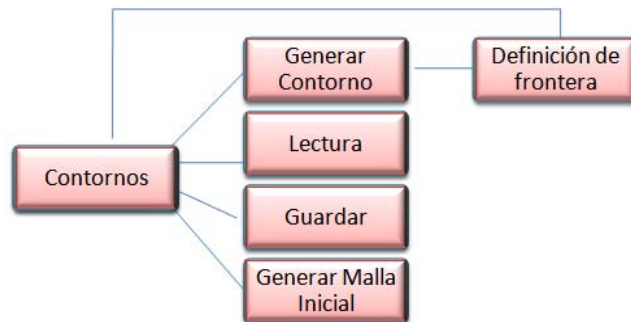 Generar
Contorno
Definición de
frontera
Lectura
Contornos
Guardar
Generar Malla
Inicial